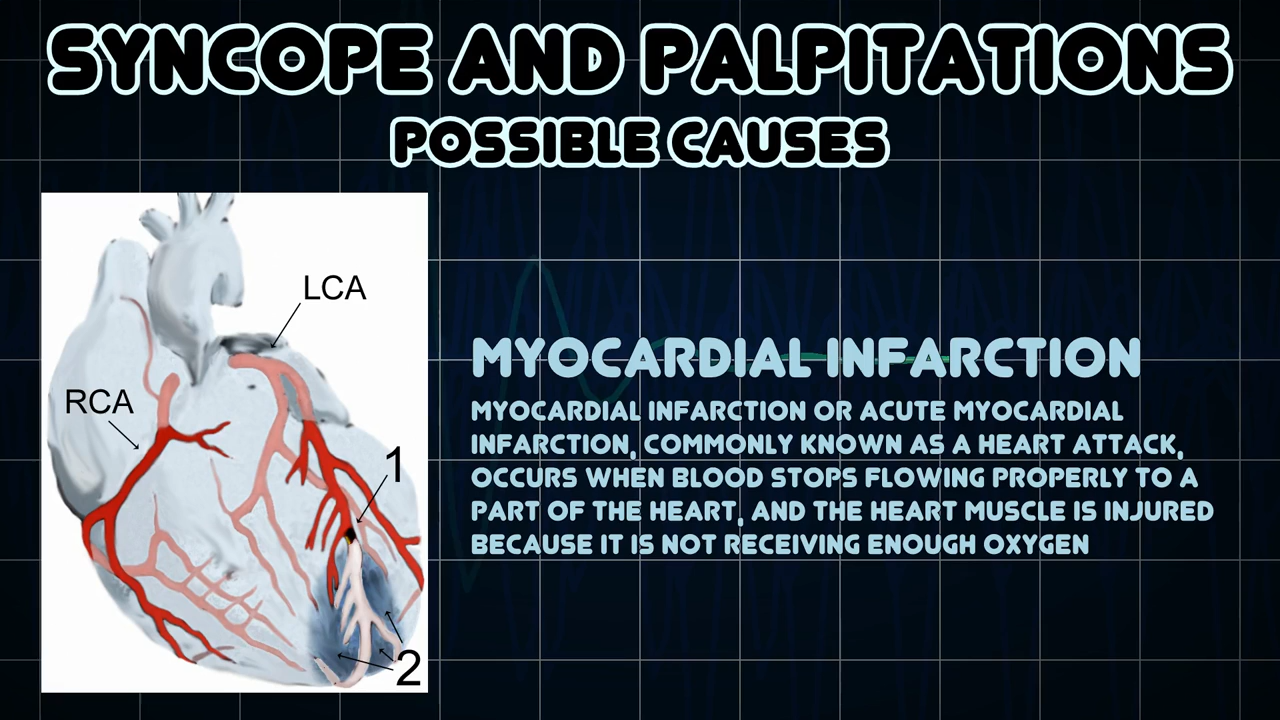 SYNCOPE AND PALPITATIONS
POSSIBLE CAUSES
LCA
RCA
1
2
MYOCARDIAL INFARCTION
MYOCARDIAL INFARCTION OR ACUTE MYOCARDIAL
INFARCTION, COMMONLY KNOWN AS A HEART ATTACK,
OCCURS WHEN BLOOD STOPS FLOWING PROPERLY TO A
PART OF THE HEART, AND THE HEART MUSCLE IS INJURED
BECAUSE IT IS NOT RECEIVING ENOUGH OXYGEN